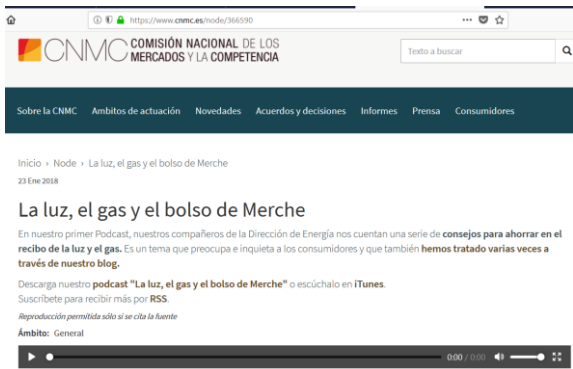 https://www.cnmc.es/node/366590
CNMC COMISIÓN NACIONAL DE LOS
MERCADOS Y LA COMPETENCIA
Texto a buscar
Sobre la CNMC Ambitos de actuación Novedades Acuerdos y decisiones Informes Prensa Consumidores
Inicio › Node › La luz, el gas y el bolso de Merche
23 Ene 2018
La luz, el gas y el bolso de Merche
En nuestro primer Podcast, nuestros compañeros de la Dirección de Energía nos cuentan una serie de consejos para ahorrar en el
recibo de la luz y el gas. Es un tema que preocupa e inquieta a los consumidores y que también hemos tratado varias veces a
través de nuestro blog.
Descarga nuestro podcast "La luz, el gas y el bolso de Merche" o escúchalo en iTunes.
Suscríbete para recibir más por RSS.
Reproducción permitida sólo si se cita la fuente
Ámbito: General
0:00 / 0:00